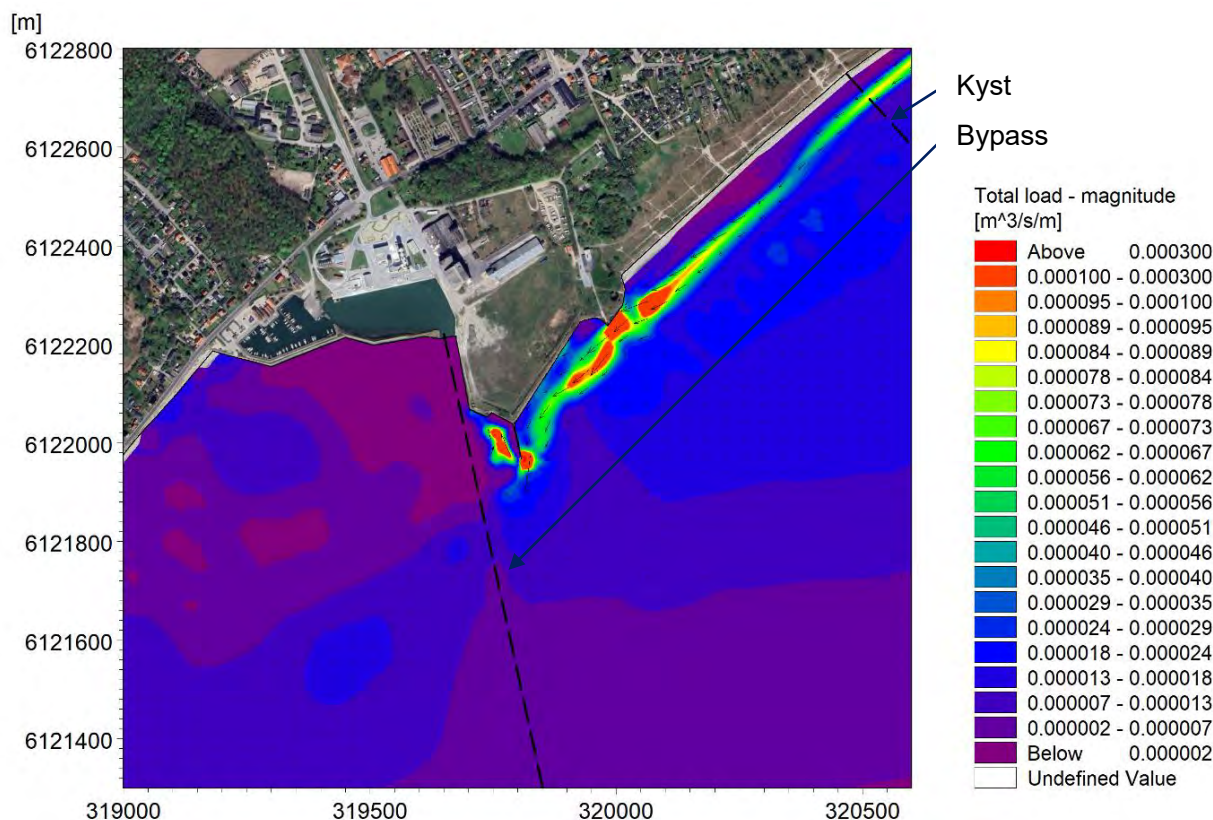 [m]
6122800
6122600
6122400
6122200
6122000
6121800
6121600
6121400
319000 319500 320000 320500
Kyst
Bypass
Total load - magnitude
[m^3/s/m]
Above 0.000300
0.000100 - 0.000300
0.000095 - 0.000100
0.000089 - 0.000095
0.000084 - 0.000089
0.000078 - 0.000084
0.000073 - 0.000078
0.000067 - 0.000073
0.000062 - 0.000067
0.000056 - 0.000062
0.000051 - 0.000056
0.000046 - 0.000051
0.000040 - 0.000046
0.000035 - 0.000040
0.000029 - 0.000035
0.000024 - 0.000029
0.000018 - 0.000024
0.000013 - 0.000018
0.000007 - 0.000013
0.000002 - 0.000007
Below 0.000002
Undefined Value